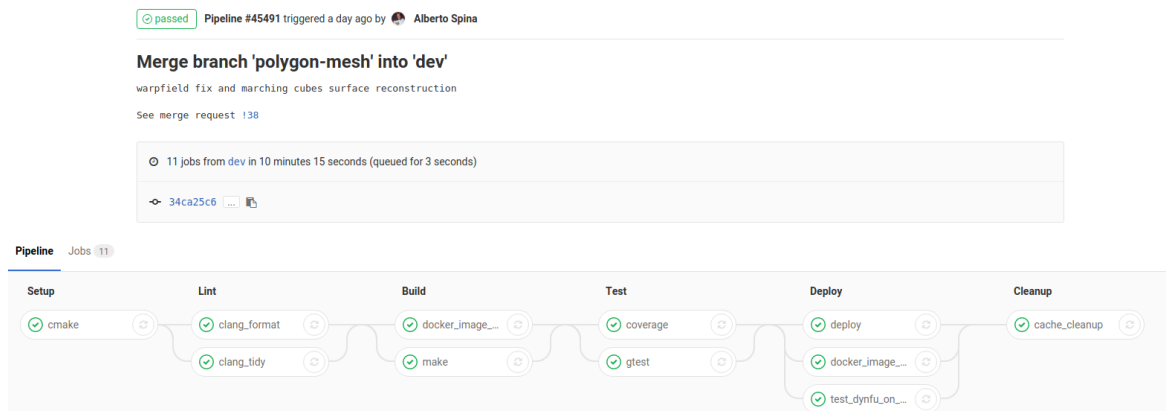 passed Pipeline #45491 triggered a day ago by Alberto Spina
Merge branch 'polygon-mesh' into 'dev'
warpfield fix and marching cubes surface reconstruction
See merge request !38
11 jobs from dev in 10 minutes 15 seconds (queued for 3 seconds)
34ca25c6 ...
Pipeline Jobs 11
Setup Lint Build Test Deploy Cleanup
cmake clang_format docker_image_... coverage deploy cache_cleanup
clang_tidy make gtest docker_image_...
test_dynfu_on_...